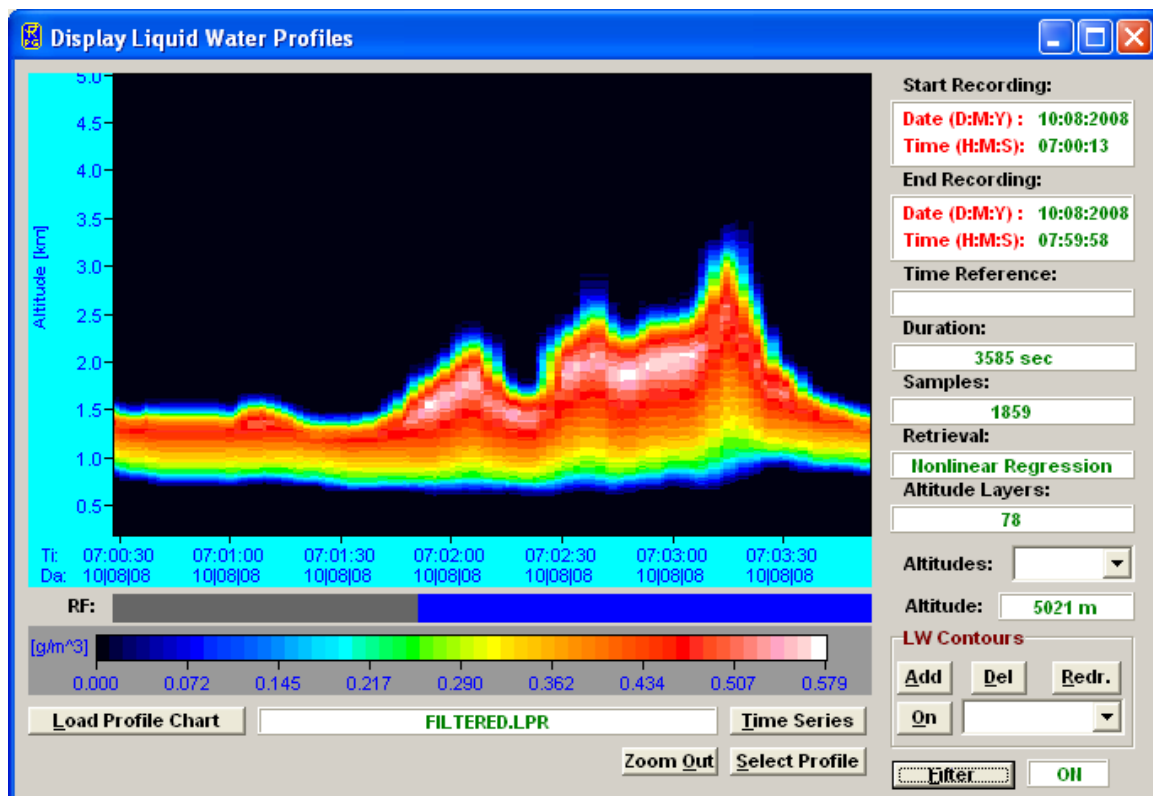 Display Liquid Water Profiles
5.0
4.5
4.0
3.5
3.0
2.5
2.0
1.5
1.0
0.5
Altitude [km]
Ti: 07:00:30 07:01:00 07:01:30 07:02:00 07:02:30 07:03:00 07:03:30
Da: 10|08|08 10|08|08 10|08|08 10|08|08 10|08|08 10|08|08 10|08|08
RF:
[g/m^3]
0.000 0.072 0.145 0.217 0.290 0.362 0.434 0.507 0.579
Load Profile Chart FILTERED.LPR Time Series
Zoom Out Select Profile
Start Recording:
Date (D:M:Y) : 10:08:2008
Time (H:M:S): 07:00:13
End Recording:
Date (D:M:Y) : 10:08:2008
Time (H:M:S): 07:59:58
Time Reference:
Duration:
3585 sec
Samples:
1859
Retrieval:
Nonlinear Regression
Altitude Layers:
78
Altitudes:
Altitude: 5021 m
LW Contours
Add Del Redr.
On
Filter ON